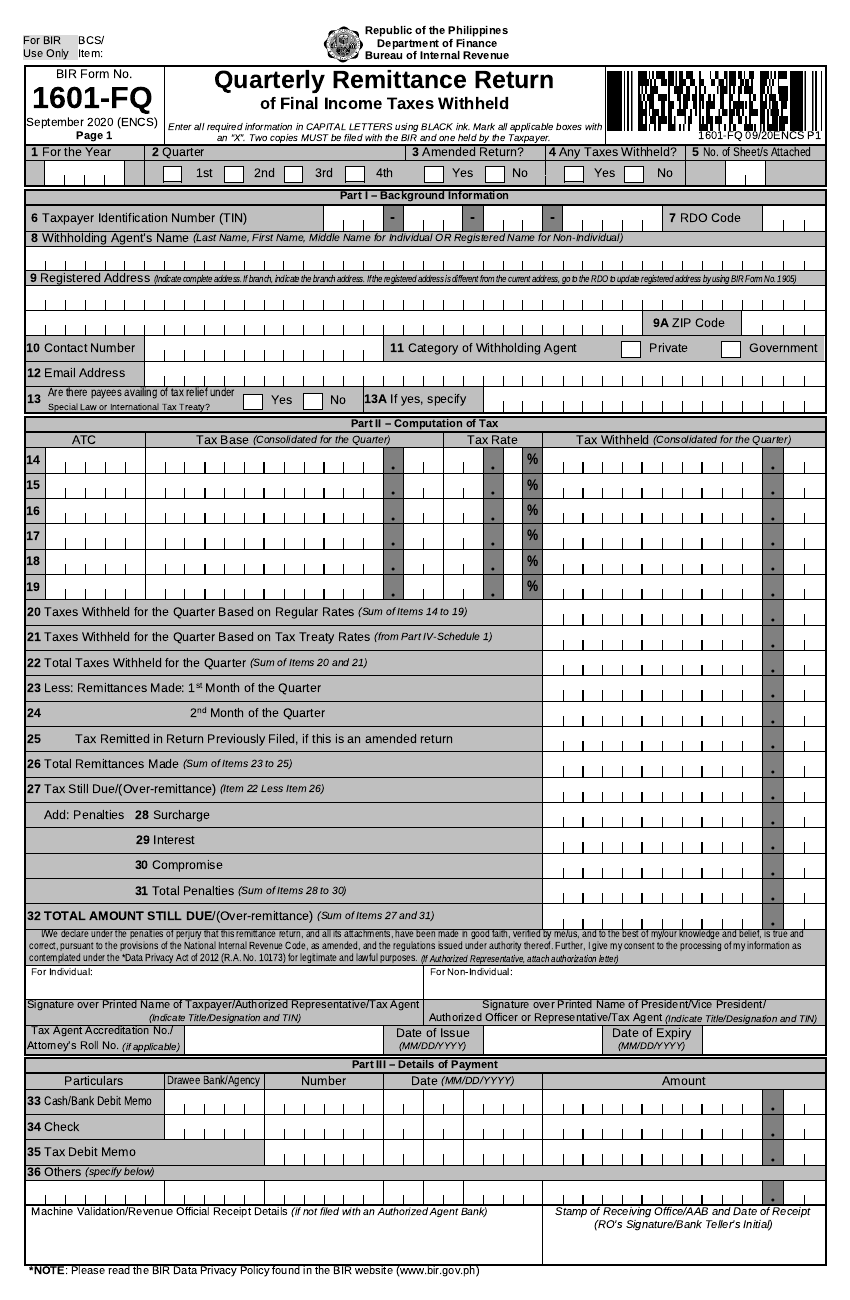 For BIR BCS/
Use Only Item:
Republic of the Philippines
Department of Finance
Bureau of Internal Revenue
BIR Form No.
1601-FQ
September 2020 (ENCS)
Page 1
Quarterly Remittance Return
of Final Income Taxes Withheld
Enter all required information in CAPITAL LETTERS using BLACK ink. Mark all applicable boxes with
an "X". Two copies MUST be filed with the BIR and one held by the Taxpayer.
1601-FQ 09/20ENCS P1
1 For the Year 2 Quarter 3 Amended Return? 4 Any Taxes Withheld? 5 No. of Sheet/s Attached
1st 2nd 3rd 4th Yes No Yes No
Part I – Background Information
6 Taxpayer Identification Number (TIN) - - - 7 RDO Code
8 Withholding Agent's Name (Last Name, First Name, Middle Name for Individual OR Registered Name for Non-Individual)
9 Registered Address (Indicate complete address. If branch, indicate the branch address. If the registered address is different from the current address, go to the RDO to update registered address by using BIR Form No. 1905)
9A ZIP Code
10 Contact Number 11 Category of Withholding Agent Private Government
12 Email Address
13 Are there payees availing of tax relief under
Special Law or International Tax Treaty? Yes No 13A If yes, specify
Part II – Computation of Tax
ATC Tax Base (Consolidated for the Quarter) Tax Rate Tax Withheld (Consolidated for the Quarter)
14 . . % .
15 . . % .
16 . . % .
17 . . % .
18 . . % .
19 . . % .
20 Taxes Withheld for the Quarter Based on Regular Rates (Sum of Items 14 to 19) .
21 Taxes Withheld for the Quarter Based on Tax Treaty Rates (from Part IV-Schedule 1) .
22 Total Taxes Withheld for the Quarter (Sum of Items 20 and 21) .
23 Less: Remittances Made: 1st Month of the Quarter .
24 2nd Month of the Quarter .
25 Tax Remitted in Return Previously Filed, if this is an amended return .
26 Total Remittances Made (Sum of Items 23 to 25) .
27 Tax Still Due/(Over-remittance) (Item 22 Less Item 26) .
Add: Penalties 28 Surcharge .
29 Interest .
30 Compromise .
31 Total Penalties (Sum of Items 28 to 30) .
32 TOTAL AMOUNT STILL DUE/(Over-remittance) (Sum of Items 27 and 31) .
I/We declare under the penalties of perjury that this remittance return, and all its attachments, have been made in good faith, verified by me/us, and to the best of my/our knowledge and belief, is true and
correct, pursuant to the provisions of the National Internal Revenue Code, as amended, and the regulations issued under authority thereof. Further, I give my consent to the processing of my information as
contemplated under the *Data Privacy Act of 2012 (R.A. No. 10173) for legitimate and lawful purposes. (If Authorized Representative, attach authorization letter)
For Individual: For Non-Individual:
Signature over Printed Name of Taxpayer/Authorized Representative/Tax Agent
(Indicate Title/Designation and TIN)
Signature over Printed Name of President/Vice President/
Authorized Officer or Representative/Tax Agent (Indicate Title/Designation and TIN)
Tax Agent Accreditation No./
Attorney's Roll No. (if applicable)
Date of Issue
(MM/DD/YYYY)
Date of Expiry
(MM/DD/YYYY)
Part III – Details of Payment
Particulars Drawee Bank/Agency Number Date (MM/DD/YYYY) Amount
33 Cash/Bank Debit Memo .
34 Check .
35 Tax Debit Memo .
36 Others (specify below)
.
Machine Validation/Revenue Official Receipt Details (if not filed with an Authorized Agent Bank)
Stamp of Receiving Office/AAB and Date of Receipt
(RO's Signature/Bank Teller's Initial)
*NOTE: Please read the BIR Data Privacy Policy found in the BIR website (www.bir.gov.ph)